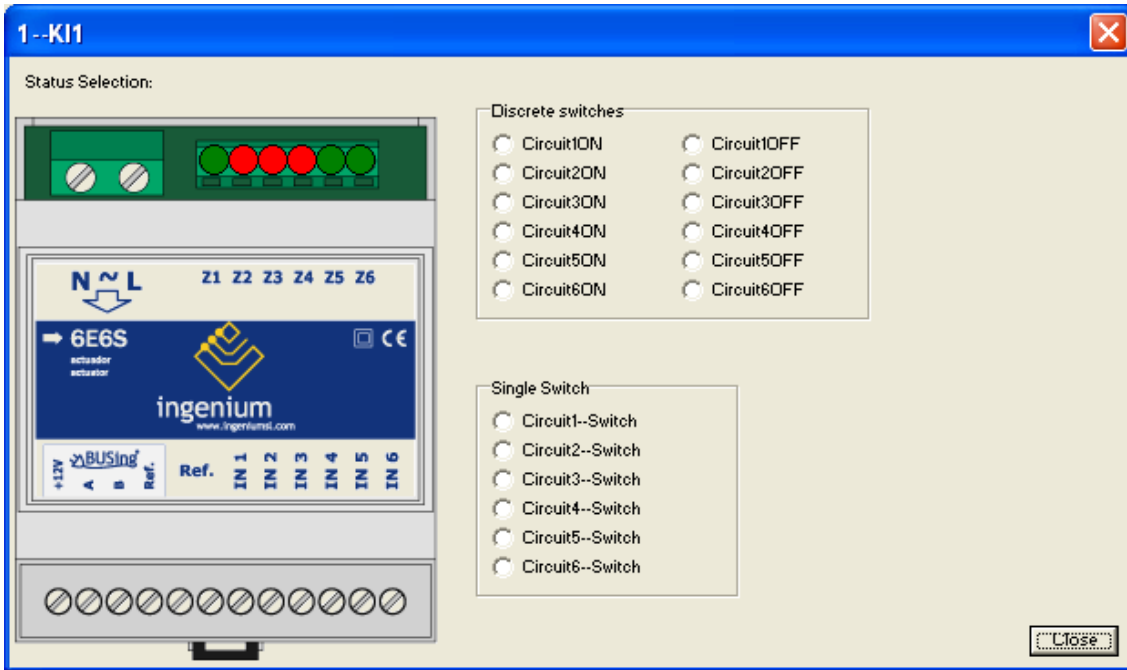 1--KI1
Status Selection:
N ~ L
Z1 Z2 Z3 Z4 Z5 Z6
6E6S
actuador
actuator
CE
ingenium
www.ingeniumsl.com
+12V A B Ref.
BUSing
Ref. IN 1 IN 2 IN 3 IN 4 IN 5 IN 6
Discrete switches
Circuit1ON Circuit1OFF
Circuit2ON Circuit2OFF
Circuit3ON Circuit3OFF
Circuit4ON Circuit4OFF
Circuit5ON Circuit5OFF
Circuit6ON Circuit6OFF
Single Switch
Circuit1--Switch
Circuit2--Switch
Circuit3--Switch
Circuit4--Switch
Circuit5--Switch
Circuit6--Switch
Close